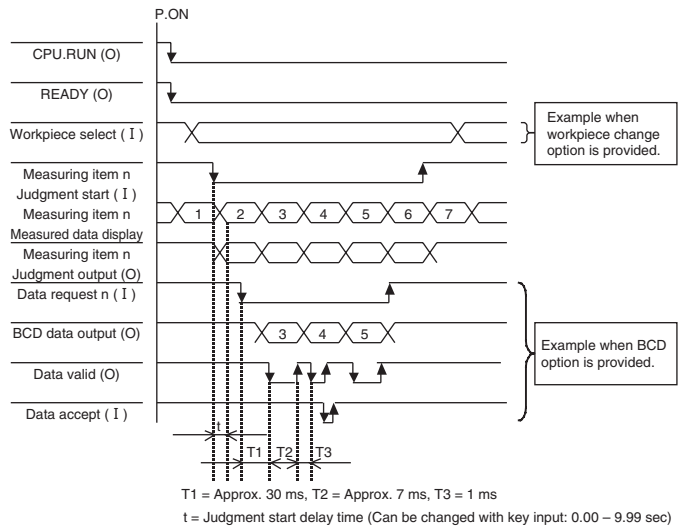 P.ON
CPU.RUN (O)
READY (O)
Workpiece select ( I )
Example when
workpiece change
option is provided.
Measuring item n
Judgment start ( I )
Measuring item n
1 2 3 4 5 6 7
Measured data display
Measuring item n
Judgment output (O)
Data request n ( I )
BCD data output (O)
3 4 5
Example when BCD
option is provided.
Data valid (O)
Data accept ( I )
t
T1 T2 T3
T1 = Approx. 30 ms, T2 = Approx. 7 ms, T3 = 1 ms
t = Judgment start delay time (Can be changed with key input: 0.00 – 9.99 sec)